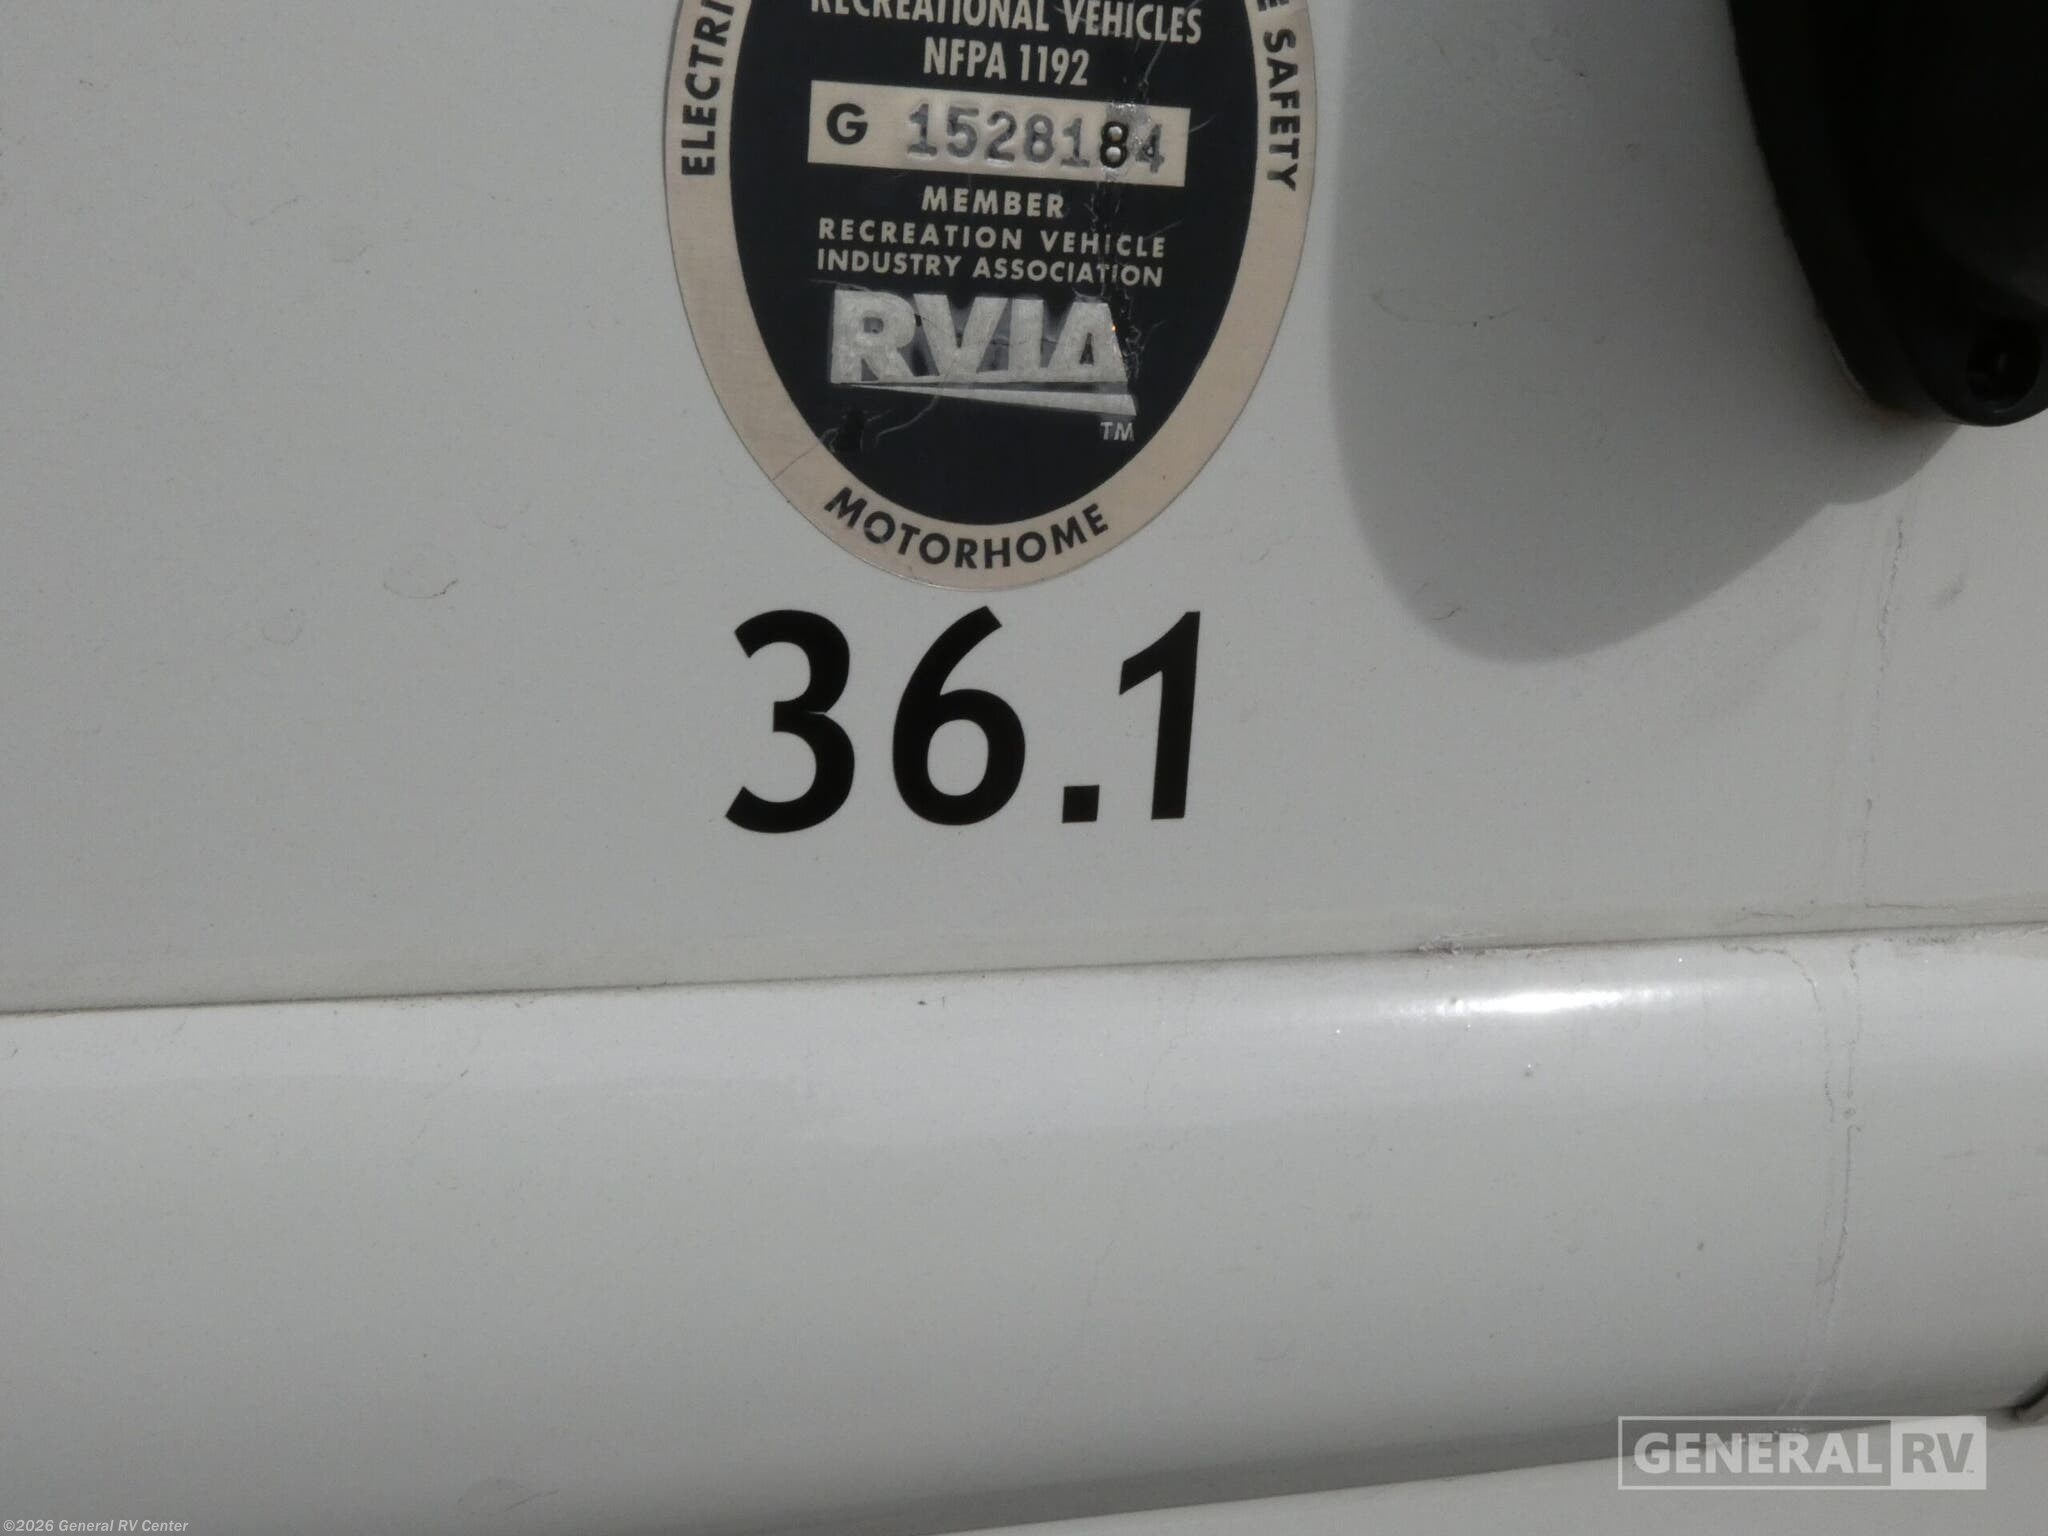 RECREATIONAL VEHICLES
NFPA 1192
G 1528184
MEMBER
RECREATION VEHICLE
INDUSTRY ASSOCIATION
RVIA
TM
SAFETY
MOTORHOME
36.1
GENERAL RV
©2026 General RV Center